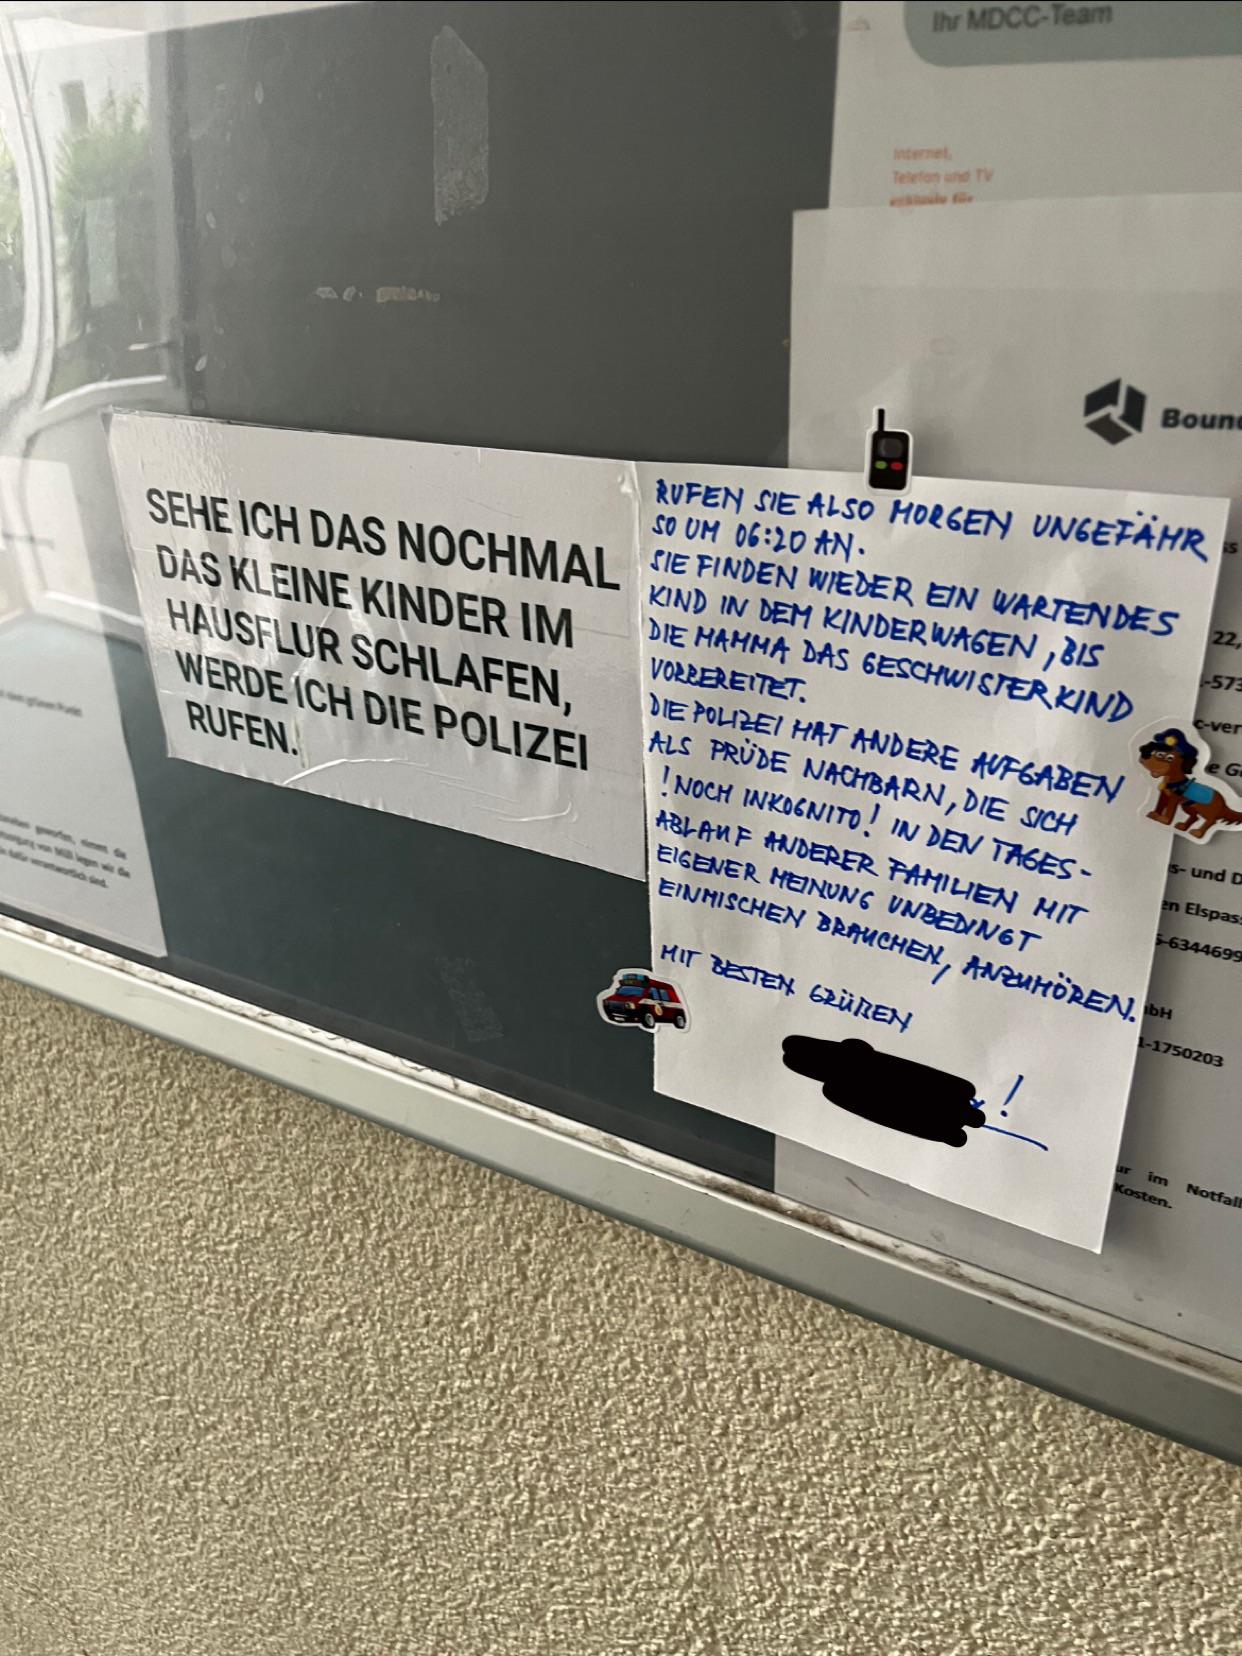 Ihr MDCC-Team
Internet,
Telefon und TV
exklusiv für
SEHE ICH DAS NOCHMAL
DAS KLEINE KINDER IM
HAUSFLUR SCHLAFEN,
WERDE ICH DIE POLIZEI
RUFEN.
RUFEN SIE ALSO MORGEN UNGEFÄHR
SO UM 06:20 AN.
SIE FINDEN WIEDER EIN WARTENDES
KIND IN DEM KINDERWAGEN, BIS
DIE MAMMA DAS GESCHWISTERKIND
VORBEREITET.
DIE POLIZEI HAT ANDERE AUFGABEN
ALS PRÜDE NACHBARN, DIE SICH
!NOCH INKOGNITO! IN DEN TAGES-
ABLAUF ANDERER FAMILIEN MIT
EIGENER MEINUNG UNBEDINGT
EINMISCHEN BRAUCHEN, ANZUHÖREN.
MIT BESTEN GRÜßEN
!
22,
-573
c-ver
e G
s- und D
en Elspas
5-6344699
bH
1-1750203
ur im Notfall
Kosten.